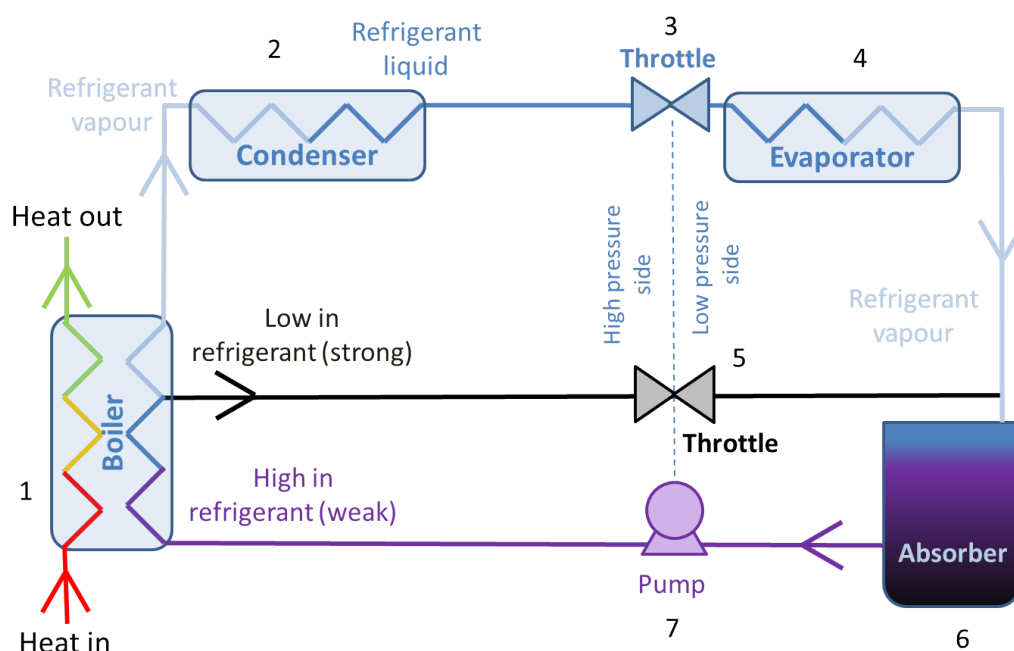 2
3
4
Refrigerant
liquid
Throttle
Refrigerant
vapour
Condenser
Evaporator
Heat out
High pressure
side
Low pressure
side
Refrigerant
vapour
Low in
refrigerant (strong)
5
Boiler
Throttle
1
High in
refrigerant (weak)
Absorber
Pump
Heat in
7
6